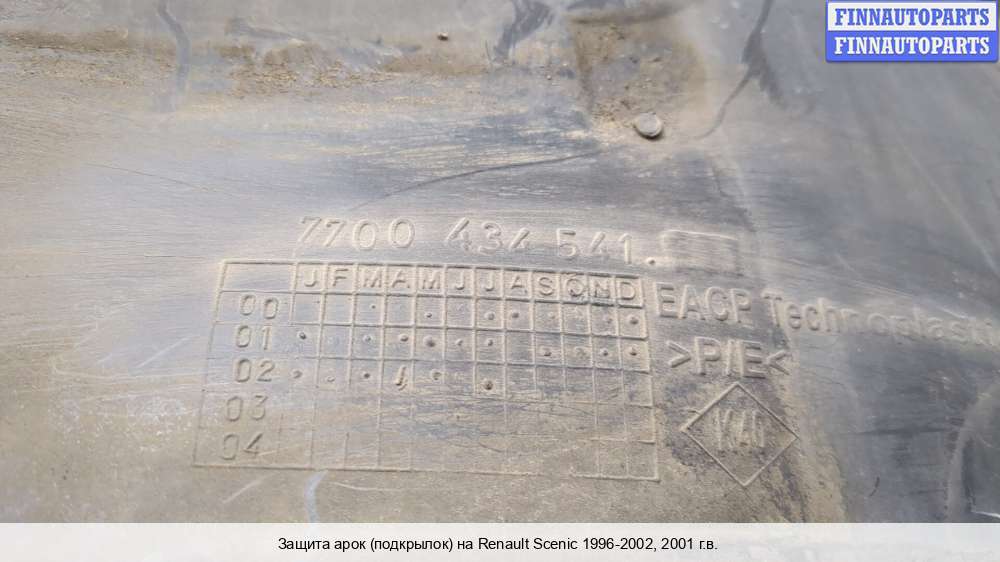 FINNAUTOPARTS
FINNAUTOPARTS
7700 434 541.
J F M A M J J A S O N D
00
01
02
03
04
EACP Technoplast
>P/E<
Защита арок (подкрылок) на Renault Scenic 1996-2002, 2001 г.в.